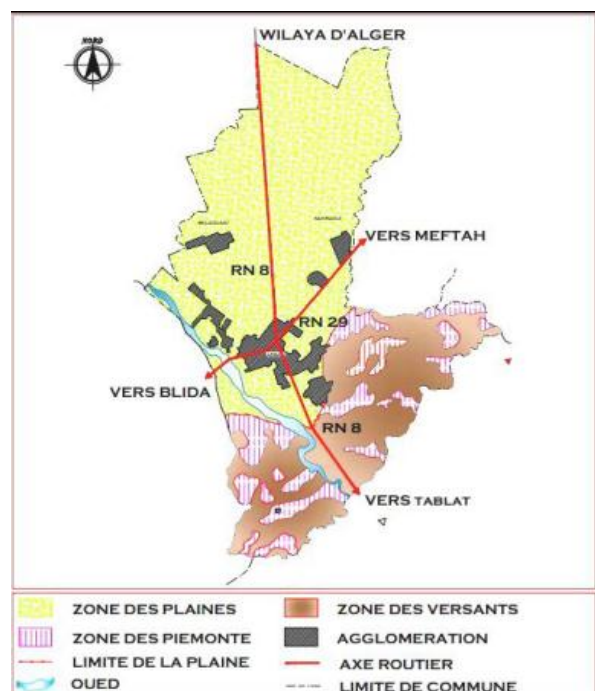 NORD
WILAYA D'ALGER
VERS MEFTAH
RN 8
RN 29
VERS BLIDA
RN 8
VERS TABLAT
ZONE DES PLAINES
ZONE DES VERSANTS
ZONE DES PIEMONTE
AGGLOMERATION
LIMITE DE LA PLAINE
AXE ROUTIER
OUED
LIMITE DE COMMUNE